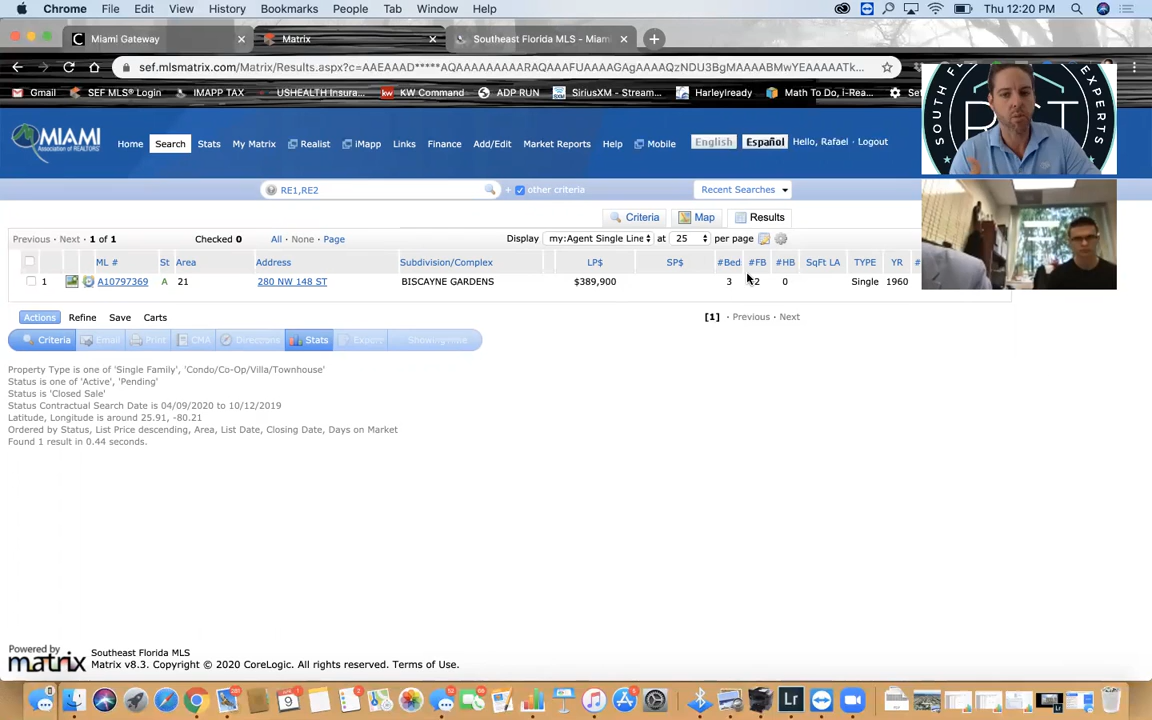 Chrome File Edit View History Bookmarks People Tab Window Help Thu 12:20 PM
Miami Gateway Matrix Southeast Florida MLS - Miam
sef.mlsmatrix.com/Matrix/Results.aspx?c=AAEAAAD*****AQAAAAAAAAARAQAAAFUAAAAGAgAAAAQzNDU3BgMAAAABMwYEAAAAATk...
Gmail SEF MLS® Login IMAPP TAX USHEALTH Insura... KW Command ADP RUN SiriusXM - Stream... Harleylready Math To Do, i-Rea...
SOUTH EXPERTS
MIAMI
Association of REALTORS
Home Search Stats My Matrix Realist iMapp Links Finance Add/Edit Market Reports Help Mobile English Español Hello, Rafael · Logout
RE1,RE2 + other criteria Recent Searches
Criteria Map Results
Previous · Next · 1 of 1 Checked 0 All · None · Page Display my:Agent Single Line at 25 per page
ML # St Area Address Subdivision/Complex LP$ SP$ #Bed #FB #HB SqFt LA TYPE YR #
1 A10797369 A 21 280 NW 148 ST BISCAYNE GARDENS $389,900 3 2 0 Single 1960
Actions Refine Save Carts [1] · Previous · Next
Criteria Email Print CMA Directions Stats Export Showingtime
Property Type is one of 'Single Family', 'Condo/Co-Op/Villa/Townhouse'
Status is one of 'Active', 'Pending'
Status is 'Closed Sale'
Status Contractual Search Date is 04/09/2020 to 10/12/2019
Latitude, Longitude is around 25.91, -80.21
Ordered by Status, List Price descending, Area, List Date, Closing Date, Days on Market
Found 1 result in 0.44 seconds.
Powered by
matrix
Southeast Florida MLS
Matrix v8.3. Copyright © 2020 CoreLogic. All rights reserved. Terms of Use.
Lr